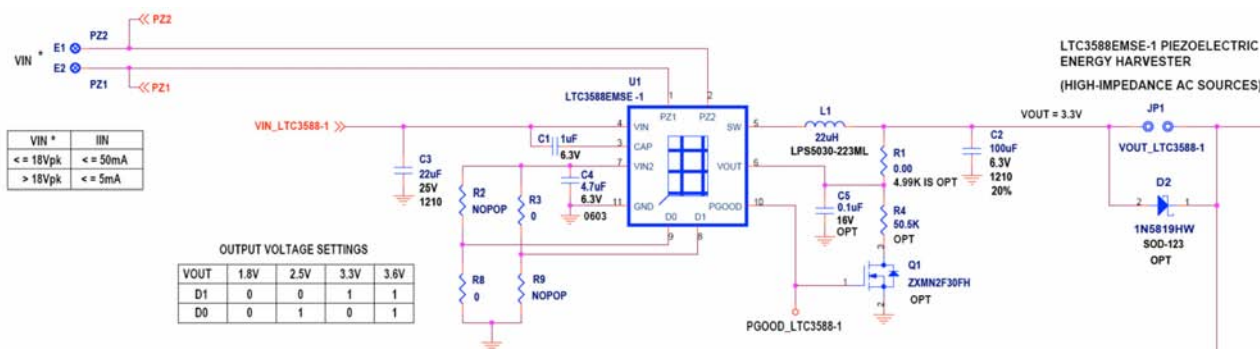 PZ2
PZ2
VIN *
E1
E2
PZ1
PZ1
LTC3588EMSE-1 PIEZOELECTRIC
ENERGY HARVESTER
(HIGH-IMPEDANCE AC SOURCES)
VIN * IIN
<= 18Vpk <= 50mA
> 18Vpk <= 5mA
VIN_LTC3588-1
C3
22uF
25V
1210
C1 1uF
6.3V
U1
LTC3588EMSE -1
1 2
PZ1 PZ2
4 VIN SW 5
3 CAP
7 VIN2 VOUT 6
11 GND PGOOD 10
D0 D1
9 8
C4
4.7uF
6.3V
0603
R2
NOPOP
R3
0
R8
0
R9
NOPOP
OUTPUT VOLTAGE SETTINGS
VOUT 1.8V 2.5V 3.3V 3.6V
D1 0 0 1 1
D0 0 1 0 1
L1
22uH
LPS5030-223ML
R1
0.00
4.99K IS OPT
C5
0.1uF
16V
OPT
R4
50.5K
OPT
3
1
2
Q1
ZXMN2F30FH
OPT
PGOOD_LTC3588-1
C2
100uF
6.3V
1210
20%
VOUT = 3.3V
JP1
VOUT_LTC3588-1
D2
2 1
1N5819HW
SOD-123
OPT